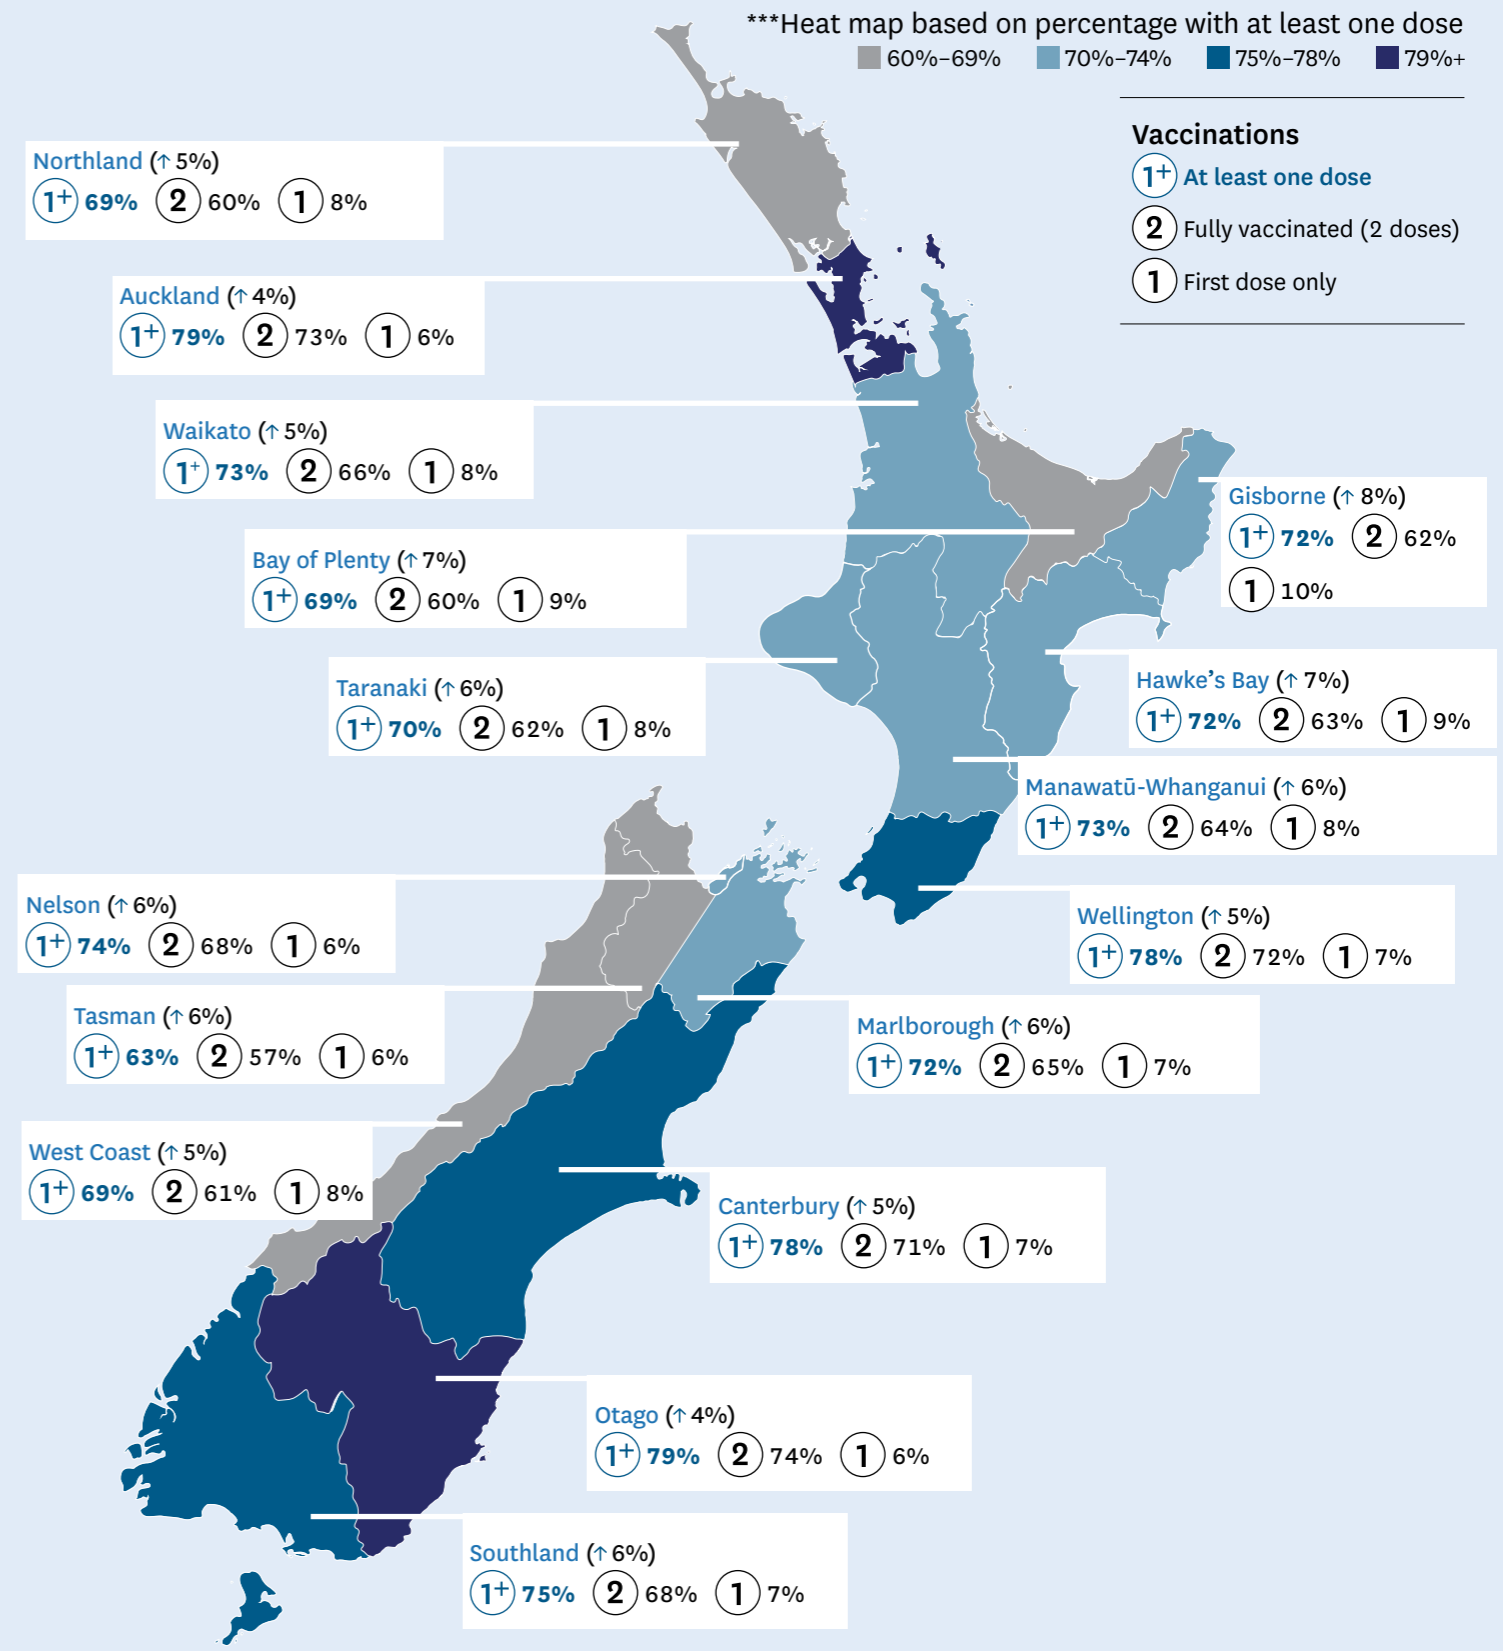 ***Heat map based on percentage with at least one dose
60%–69% 70%–74% 75%–78% 79%+
Vaccinations
1+ At least one dose
2 Fully vaccinated (2 doses)
1 First dose only
Northland (↑ 5%)
1+ 69% 2 60% 1 8%
Auckland (↑ 4%)
1+ 79% 2 73% 1 6%
Waikato (↑ 5%)
1+ 73% 2 66% 1 8%
Gisborne (↑ 8%)
1+ 72% 2 62%
1 10%
Bay of Plenty (↑ 7%)
1+ 69% 2 60% 1 9%
Taranaki (↑ 6%)
1+ 70% 2 62% 1 8%
Hawke’s Bay (↑ 7%)
1+ 72% 2 63% 1 9%
Manawatū-Whanganui (↑ 6%)
1+ 73% 2 64% 1 8%
Nelson (↑ 6%)
1+ 74% 2 68% 1 6%
Wellington (↑ 5%)
1+ 78% 2 72% 1 7%
Tasman (↑ 6%)
1+ 63% 2 57% 1 6%
Marlborough (↑ 6%)
1+ 72% 2 65% 1 7%
West Coast (↑ 5%)
1+ 69% 2 61% 1 8%
Canterbury (↑ 5%)
1+ 78% 2 71% 1 7%
Otago (↑ 4%)
1+ 79% 2 74% 1 6%
Southland (↑ 6%)
1+ 75% 2 68% 1 7%